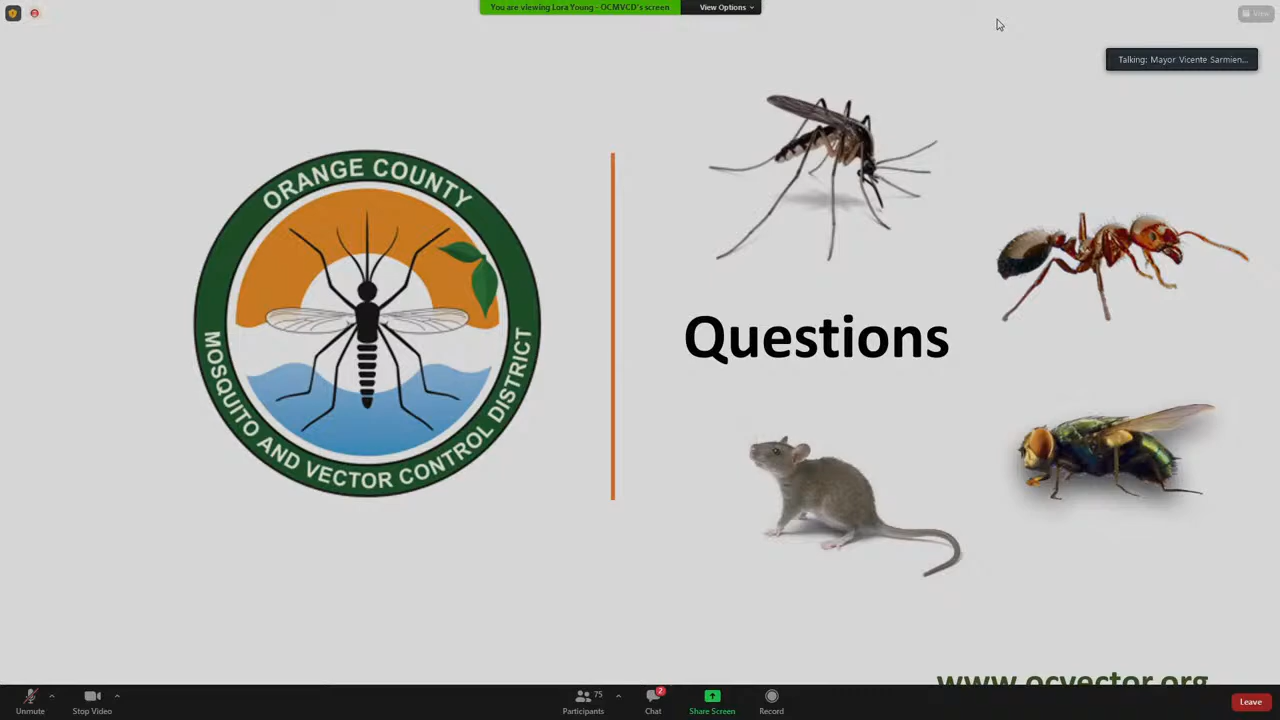 You are viewing Lora Young - OCMVCD's screen
View Options
View
Talking: Mayor Vicente Sarmien...
ORANGE COUNTY
MOSQUITO AND VECTOR CONTROL DISTRICT
Questions
www.ocvector.org
Unmute
Stop Video
Participants
75
Chat
2
Share Screen
Record
Leave